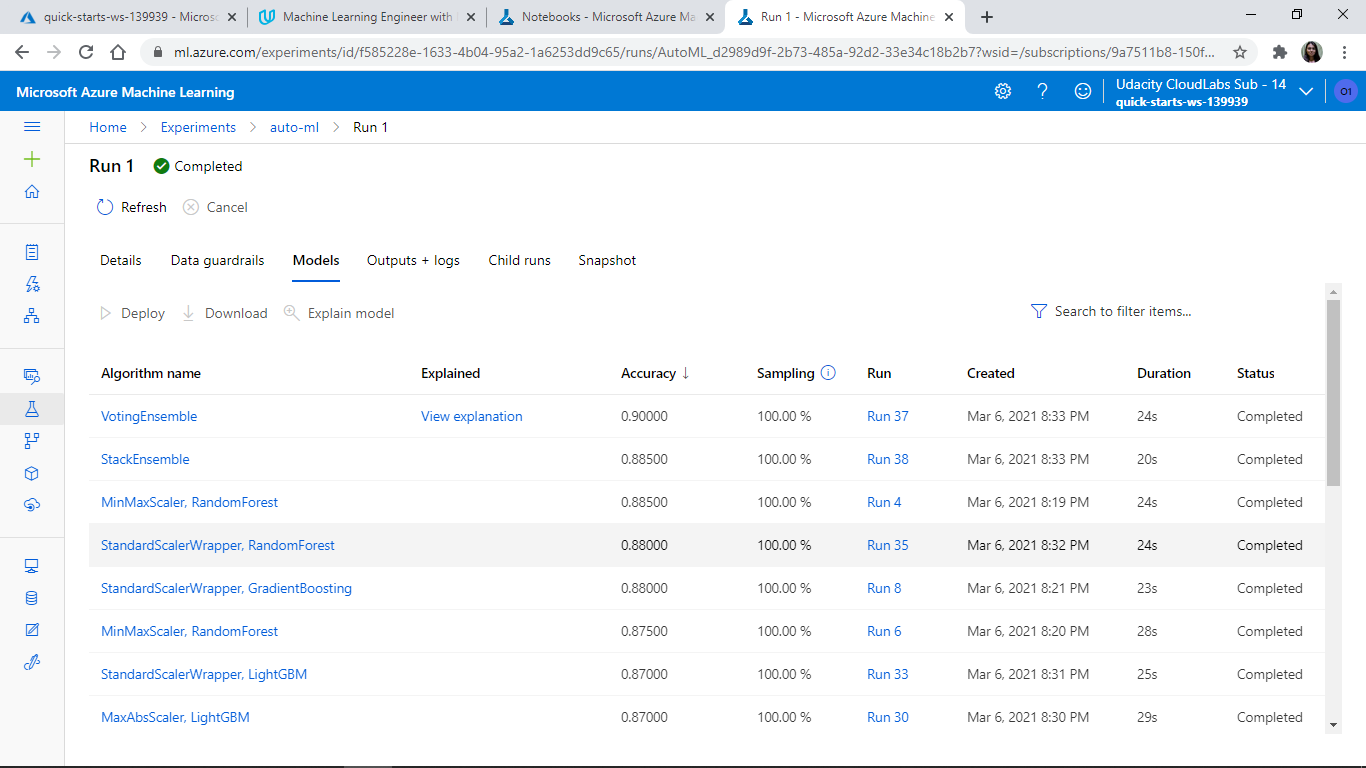 quick-starts-ws-139939 - Microsc
Machine Learning Engineer with
Notebooks - Microsoft Azure Ma
Run 1 - Microsoft Azure Machine
ml.azure.com/experiments/id/f585228e-1633-4b04-95a2-1a6253dd9c65/runs/AutoML_d2989d9f-2b73-485a-92d2-33e34c18b2b7?wsid=/subscriptions/9a7511b8-150f...
Microsoft Azure Machine Learning
Udacity CloudLabs Sub - 14
quick-starts-ws-139939
O1
Home > Experiments > auto-ml > Run 1
Run 1 Completed
Refresh Cancel
Details Data guardrails Models Outputs + logs Child runs Snapshot
Deploy Download Explain model Search to filter items...
Algorithm name Explained Accuracy ↓ Sampling Run Created Duration Status
VotingEnsemble View explanation 0.90000 100.00 % Run 37 Mar 6, 2021 8:33 PM 24s Completed
StackEnsemble 0.88500 100.00 % Run 38 Mar 6, 2021 8:33 PM 20s Completed
MinMaxScaler, RandomForest 0.88500 100.00 % Run 4 Mar 6, 2021 8:19 PM 24s Completed
StandardScalerWrapper, RandomForest 0.88000 100.00 % Run 35 Mar 6, 2021 8:32 PM 24s Completed
StandardScalerWrapper, GradientBoosting 0.88000 100.00 % Run 8 Mar 6, 2021 8:21 PM 23s Completed
MinMaxScaler, RandomForest 0.87500 100.00 % Run 6 Mar 6, 2021 8:20 PM 28s Completed
StandardScalerWrapper, LightGBM 0.87000 100.00 % Run 33 Mar 6, 2021 8:31 PM 25s Completed
MaxAbsScaler, LightGBM 0.87000 100.00 % Run 30 Mar 6, 2021 8:30 PM 29s Completed